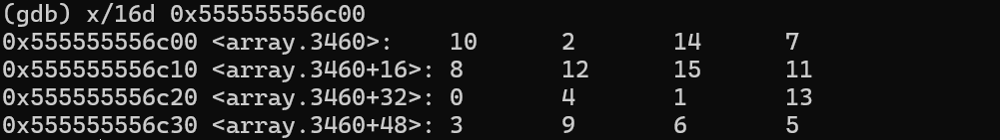 (gdb) x/16d 0x555555556c00
0x555555556c00 <array.3460>: 10 2 14 7
0x555555556c10 <array.3460+16>: 8 12 15 11
0x555555556c20 <array.3460+32>: 0 4 1 13
0x555555556c30 <array.3460+48>: 3 9 6 5